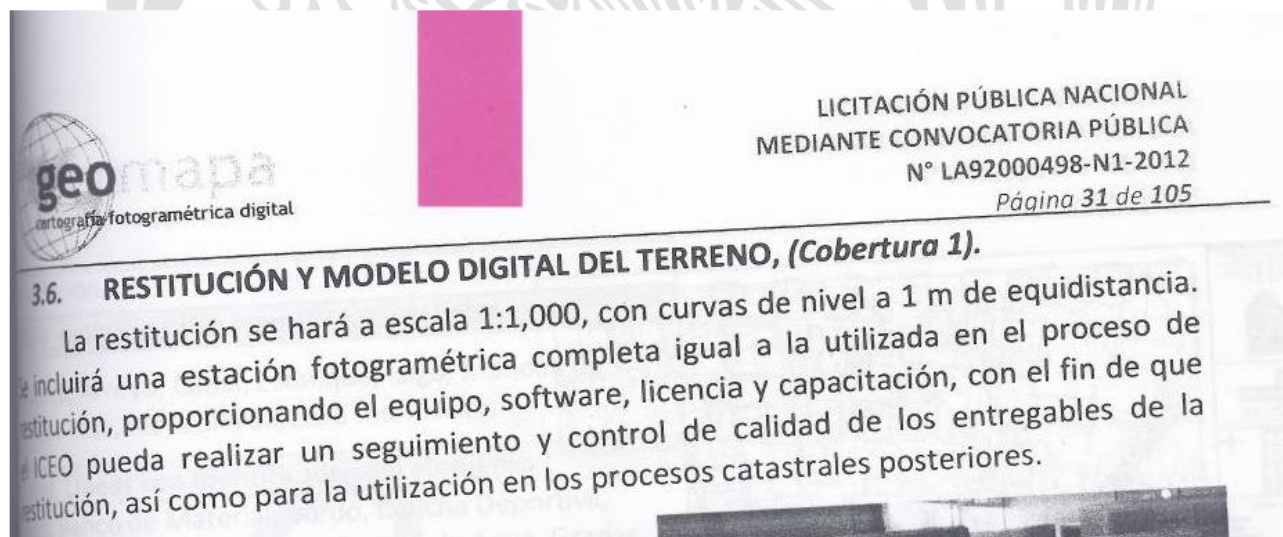 geomapa
cartografía fotogramétrica digital
LICITACIÓN PÚBLICA NACIONAL
MEDIANTE CONVOCATORIA PÚBLICA
N° LA92000498-N1-2012
Página 31 de 105
3.6. RESTITUCIÓN Y MODELO DIGITAL DEL TERRENO, (Cobertura 1).
La restitución se hará a escala 1:1,000, con curvas de nivel a 1 m de equidistancia.
incluirá una estación fotogramétrica completa igual a la utilizada en el proceso de
restitución, proporcionando el equipo, software, licencia y capacitación, con el fin de que
el ICEO pueda realizar un seguimiento y control de calidad de los entregables de la
restitución, así como para la utilización en los procesos catastrales posteriores.